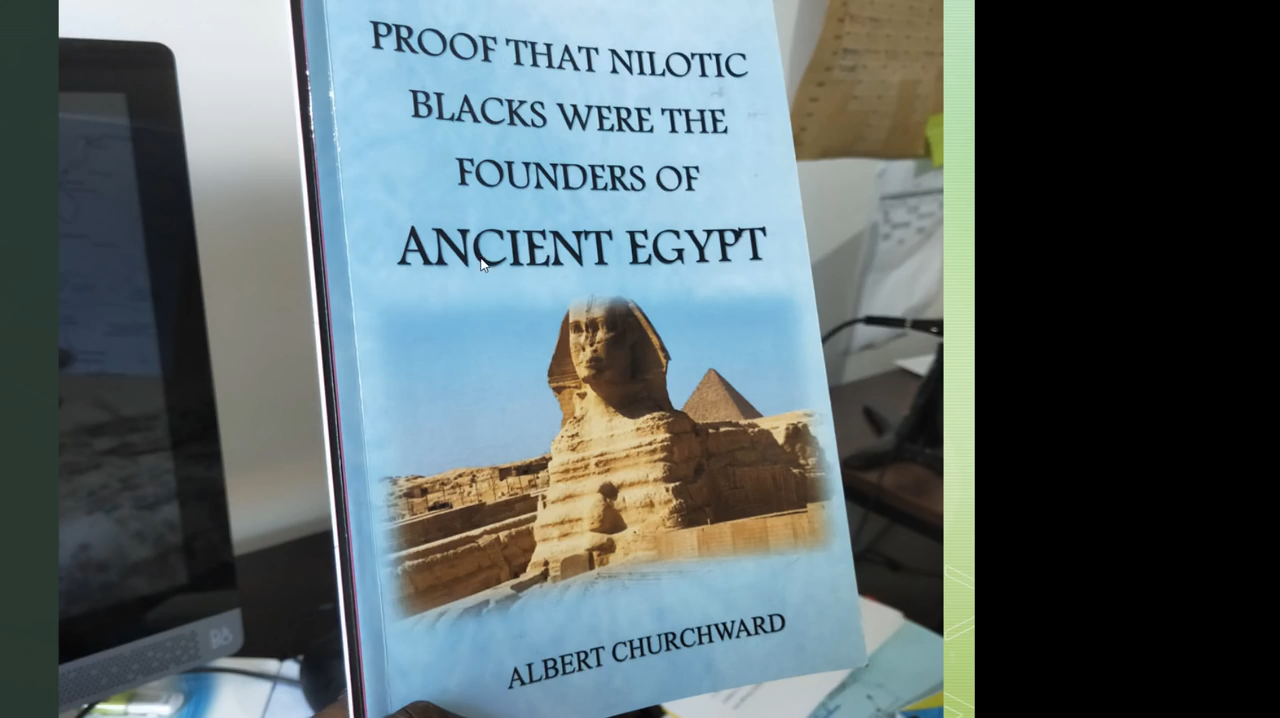 PROOF THAT NILOTIC
BLACKS WERE THE
FOUNDERS OF
ANCIENT EGYPT
ALBERT CHURCHWARD